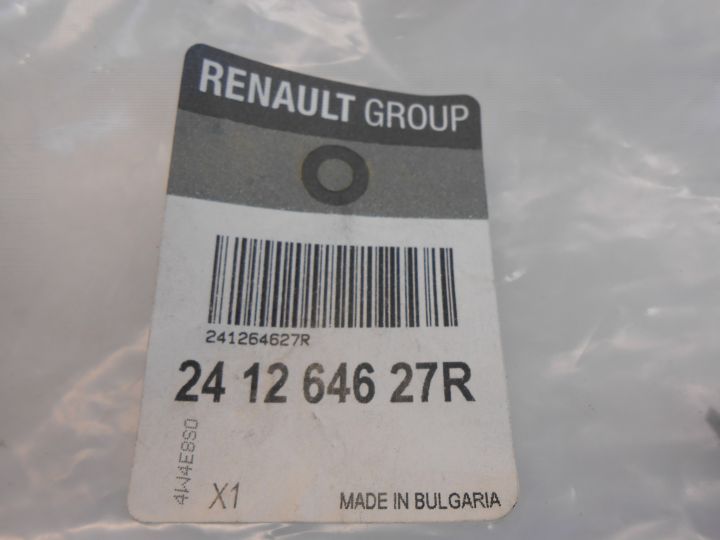 RENAULT GROUP
241264627R
24 12 646 27R
4W4E8S0
X1
MADE IN BULGARIA